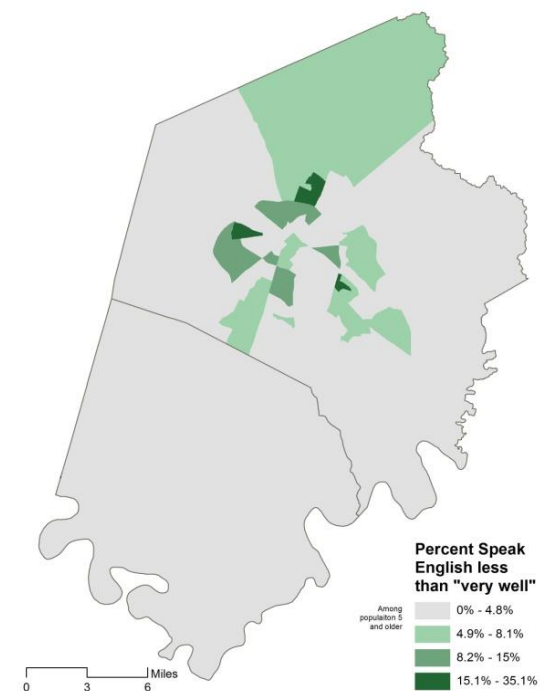 Percent Speak
English less
than "very well"
Among
populaiton 5
and older
0% - 4.8%
4.9% - 8.1%
8.2% - 15%
15.1% - 35.1%
Miles
0 3 6